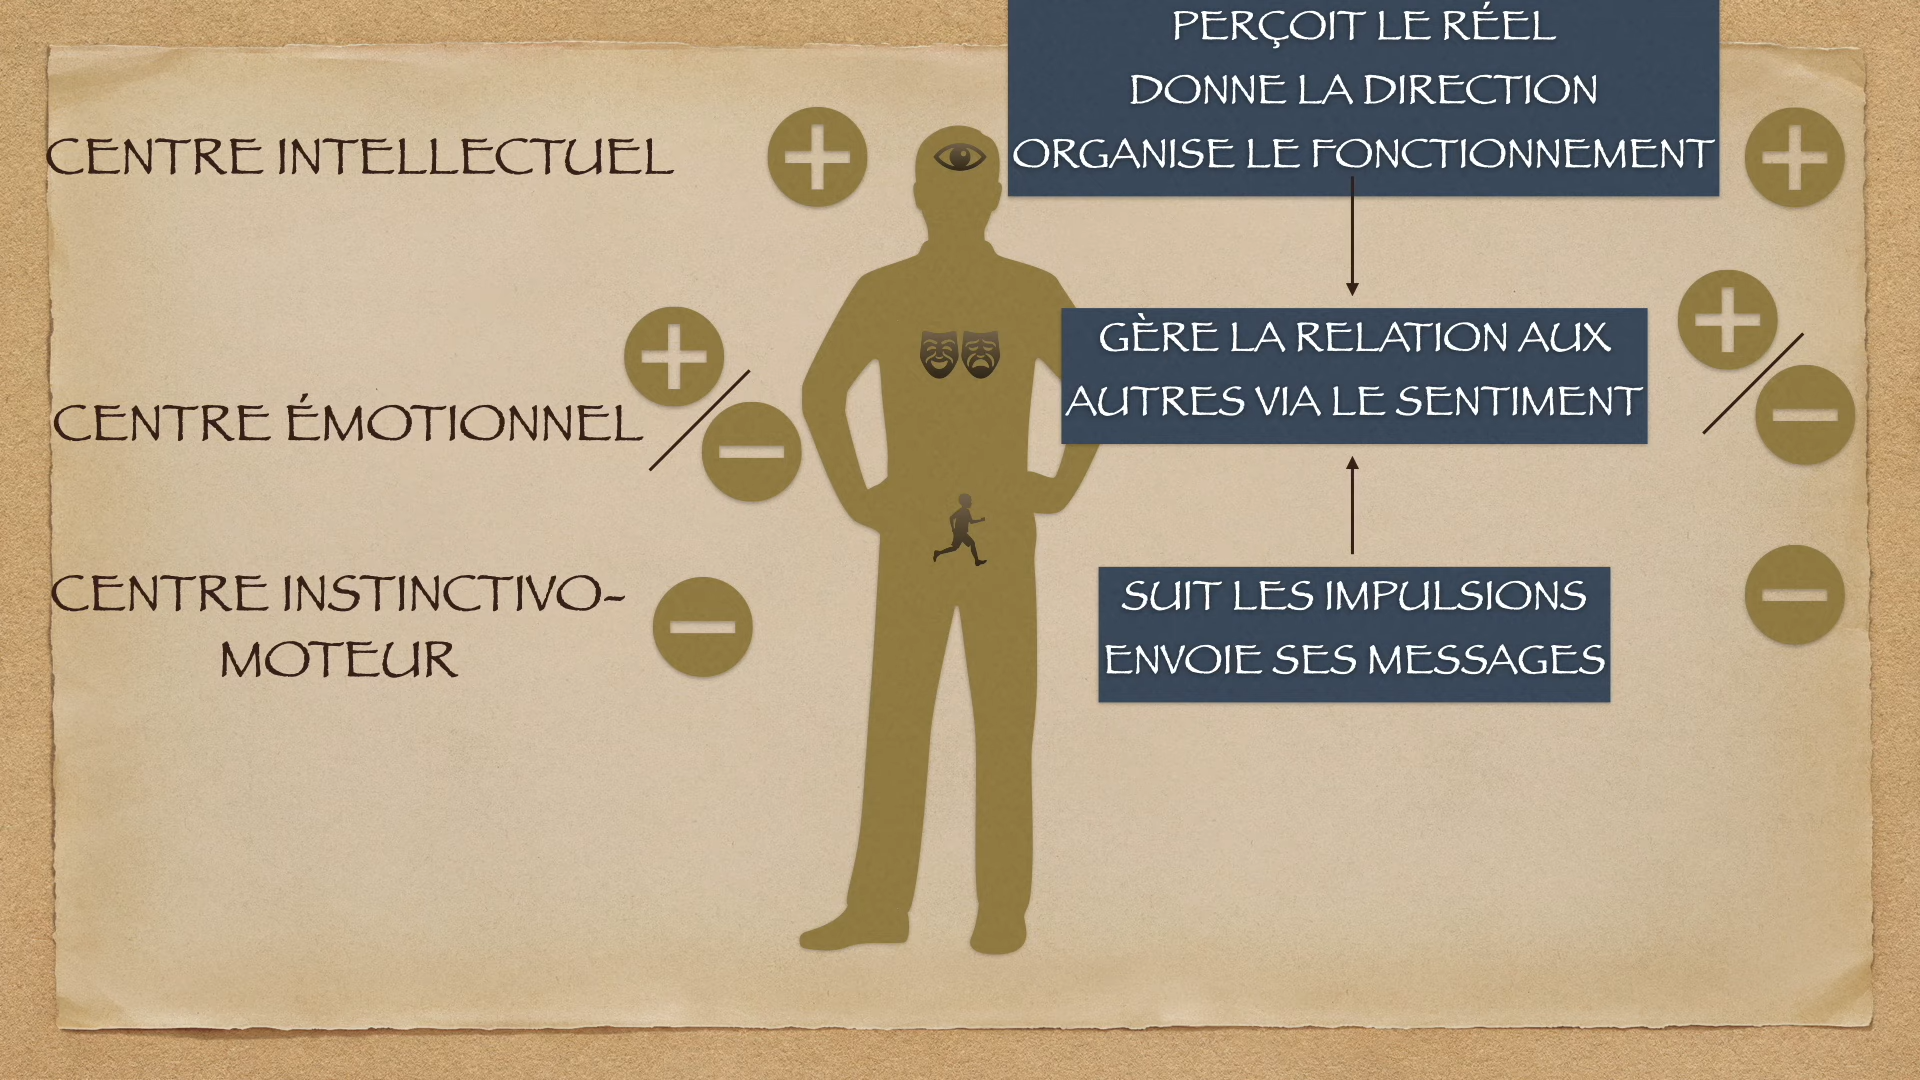 CENTRE INTELLECTUEL
PERÇOIT LE RÉEL
DONNE LA DIRECTION
ORGANISE LE FONCTIONNEMENT
CENTRE ÉMOTIONNEL
GÈRE LA RELATION AUX
AUTRES VIA LE SENTIMENT
CENTRE INSTINCTIVO-
MOTEUR
SUIT LES IMPULSIONS
ENVOIE SES MESSAGES